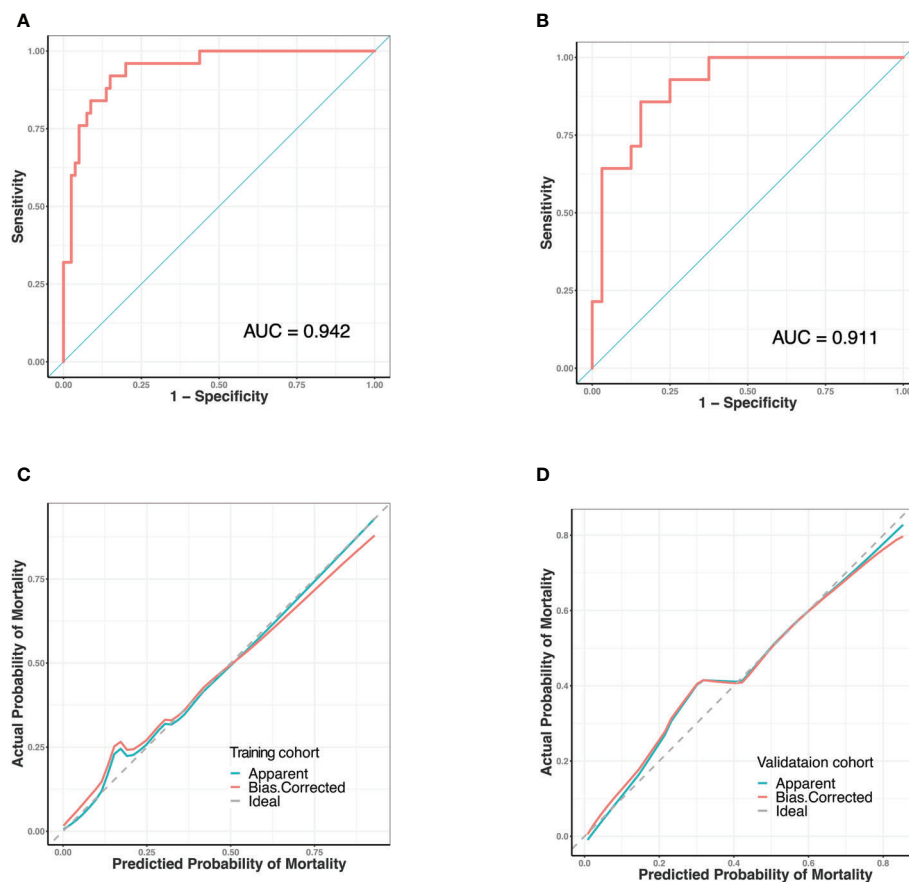 A
1.00
0.75
0.50
0.25
0.00
Sensitivity
AUC = 0.942
0.00 0.25 0.50 0.75 1.00
1 − Specificity
B
1.00
0.75
0.50
0.25
0.00
Sensitivity
AUC = 0.911
0.00 0.25 0.50 0.75 1.00
1 − Specificity
C
0.75
0.50
0.25
0.00
Actual Probability of Mortality
Training cohort
Apparent
Bias.Corrected
Ideal
0.00 0.25 0.50 0.75
Predictied Probability of Mortality
D
0.8
0.6
0.4
0.2
0.0
Actual Probability of Mortality
Validataion cohort
Apparent
Bias.Corrected
Ideal
0.0 0.2 0.4 0.6 0.8
Predictied Probability of Mortality